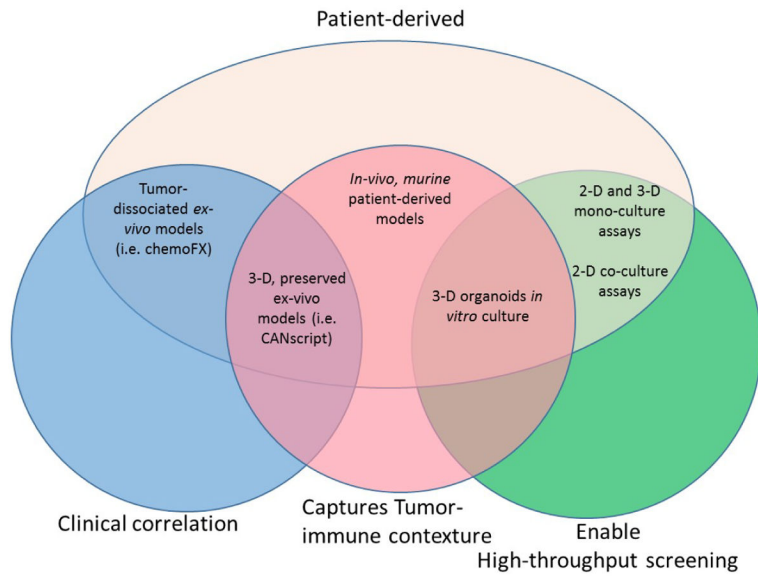 Patient-derived
Tumor-
dissociated ex-
vivo models
(i.e. chemoFX)
In-vivo, murine
patient-derived
models
2-D and 3-D
mono-culture
assays
2-D co-culture
assays
3-D, preserved
ex-vivo
models (i.e.
CANscript)
3-D organoids in
vitro culture
Clinical correlation
Captures Tumor-
immune contexture
Enable
High-throughput screening